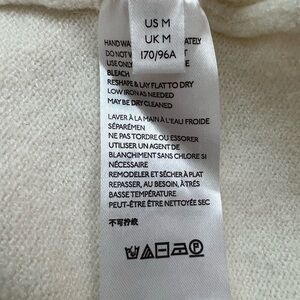 US M
UK M
170/96A
HAND WAS ATELY
DO NOT W
USE ONLY E
BLEACH
RESHAPE & LAY FLAT TO DRY
LOW IRON AS NEEDED
MAY BE DRY CLEANED
LAVER À LA MAIN À L'EAU FROIDE
SÉPARÉMEN
NE PAS TORDRE OU ESSORER
UTILISER UN AGENT DE
BLANCHIMENT SANS CHLORE SI
NÉCESSAIRE
REMODELER ET SÉCHER À PLAT
REPASSER, AU BESOIN, À TRÉS
BASSE TEMPÉRATURE
PEUT-ÊTRE ÊTRE NETTOYÉE SEC
不可拧绞